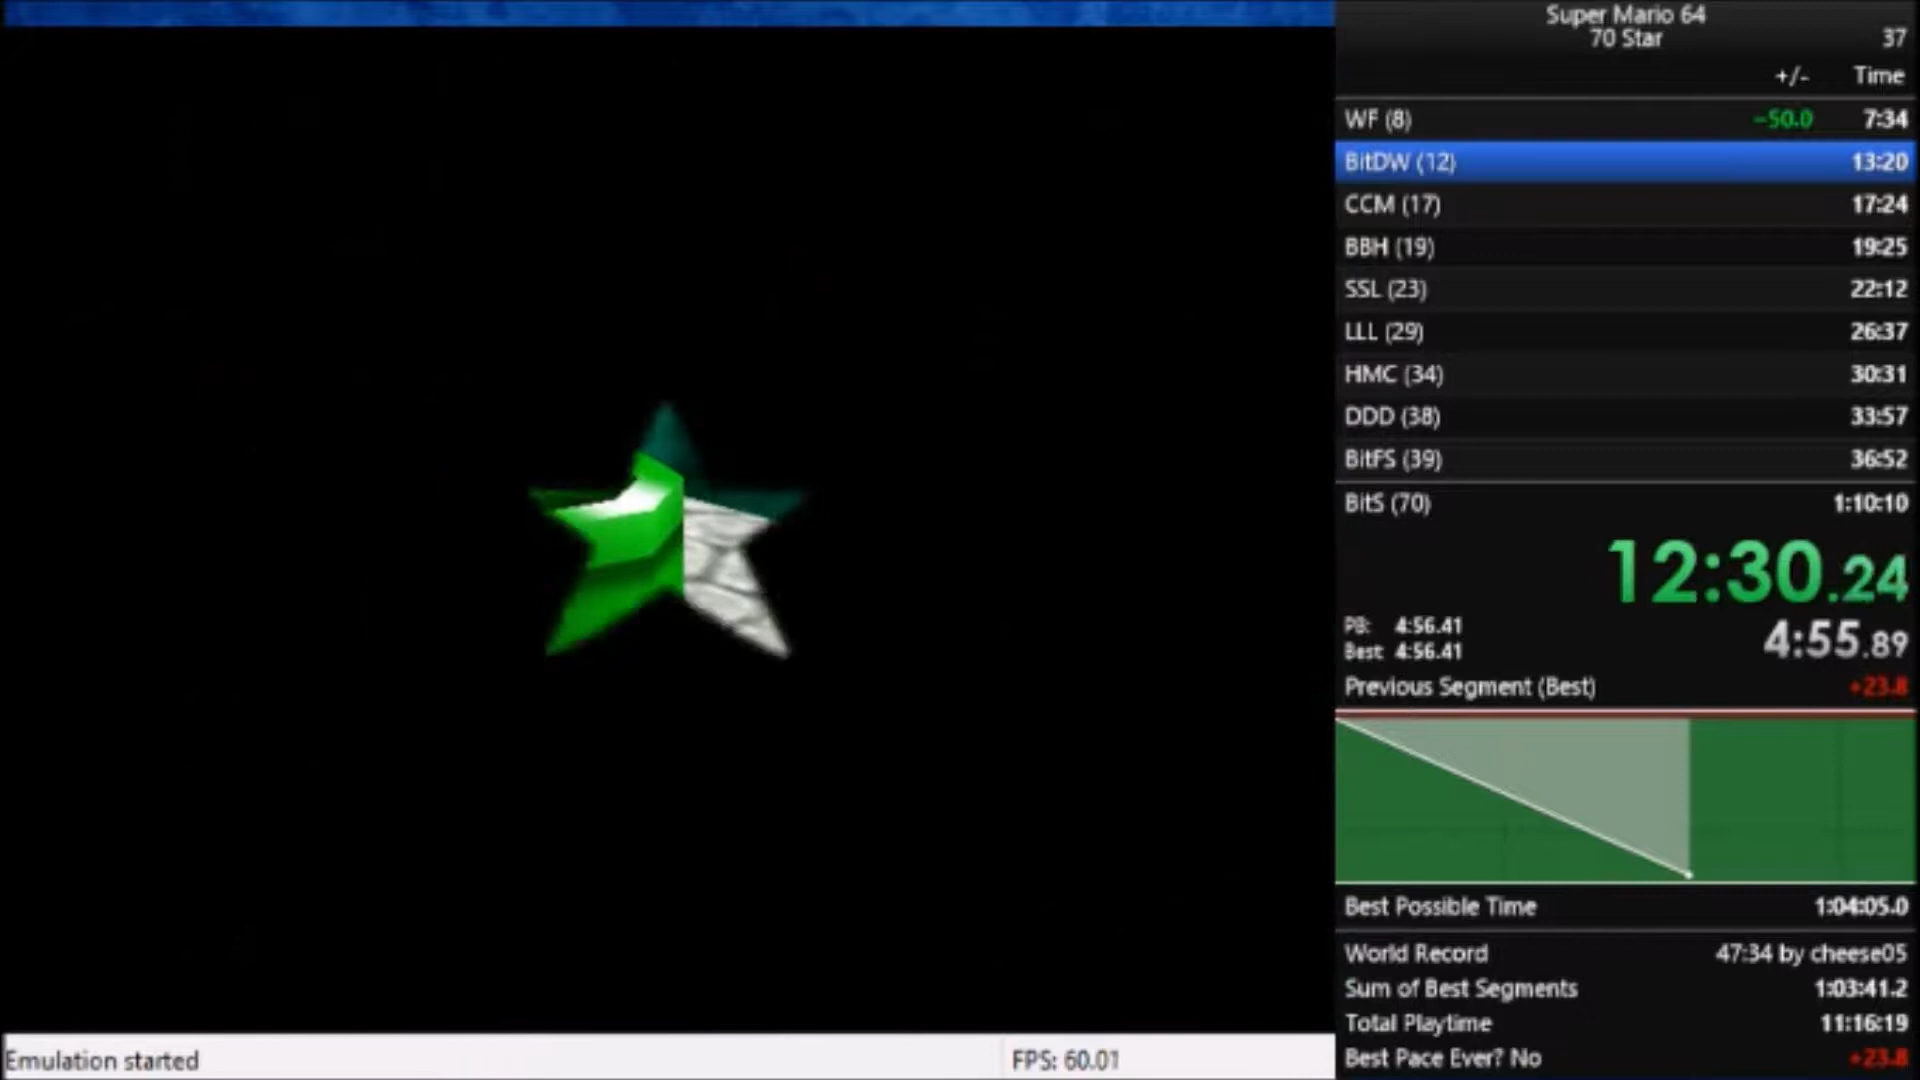 Super Mario 64
70 Star 37
+/- Time
WF (8) -50.0 7:34
BitDW (12) 13:20
CCM (17) 17:24
BBH (19) 19:25
SSL (23) 22:12
LLL (29) 26:37
HMC (34) 30:31
DDD (38) 33:57
BitFS (39) 36:52
BitS (70) 1:10:10
12:30.24
PB: 4:56.41 4:55.89
Best: 4:56.41
Previous Segment (Best) +23.8
Best Possible Time 1:04:05.0
World Record 47:34 by cheese05
Sum of Best Segments 1:03:41.2
Total Playtime 11:16:19
Best Pace Ever? No +23.8
Emulation started FPS: 60.01